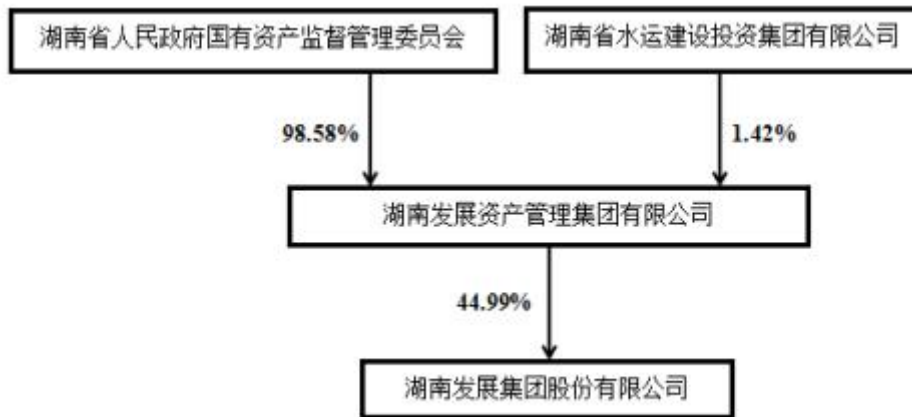 湖南省人民政府国有资产监督管理委员会
湖南省水运建设投资集团有限公司
98.58%
1.42%
湖南发展资产管理集团有限公司
44.99%
湖南发展集团股份有限公司